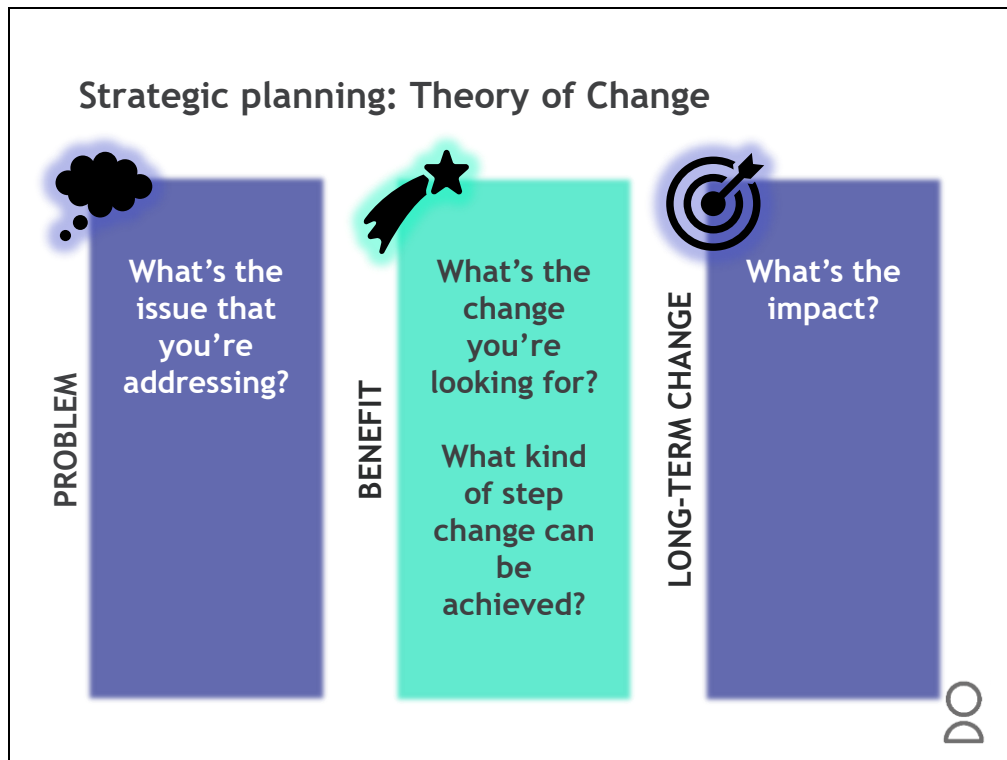 Strategic planning: Theory of Change
PROBLEM
What’s the
issue that
you’re
addressing?
BENEFIT
What’s the
change
you’re
looking for?
What kind
of step
change can
be
achieved?
LONG-TERM CHANGE
What’s the
impact?